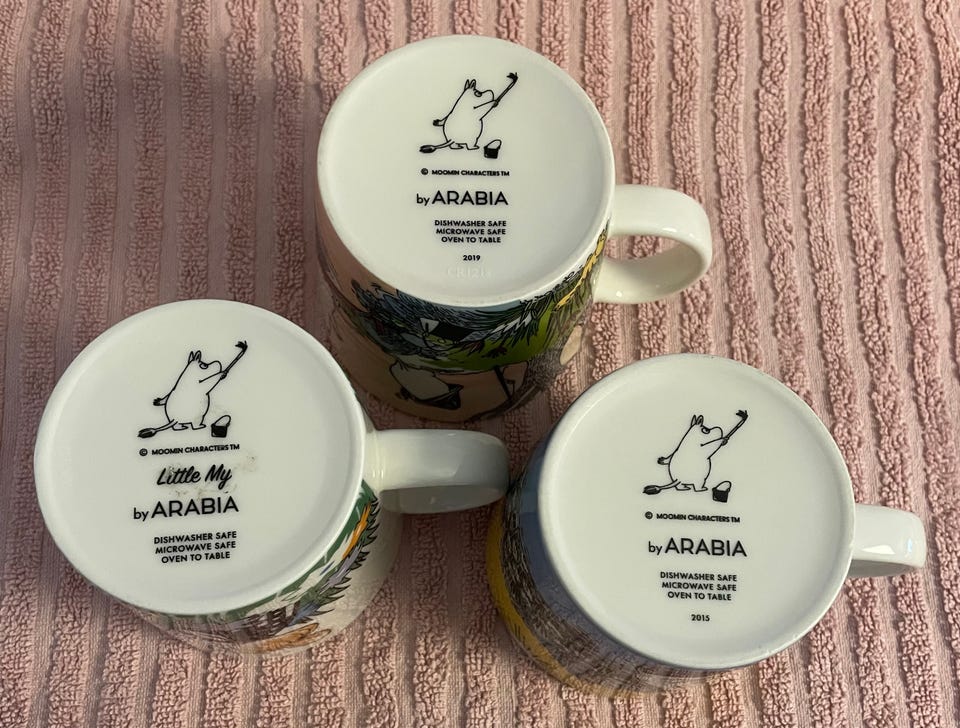 © MOOMIN CHARACTERS TM
by ARABIA
DISHWASHER SAFE
MICROWAVE SAFE
OVEN TO TABLE
2019
© MOOMIN CHARACTERS TM
Little My
by ARABIA
DISHWASHER SAFE
MICROWAVE SAFE
OVEN TO TABLE
© MOOMIN CHARACTERS TM
by ARABIA
DISHWASHER SAFE
MICROWAVE SAFE
OVEN TO TABLE
2015